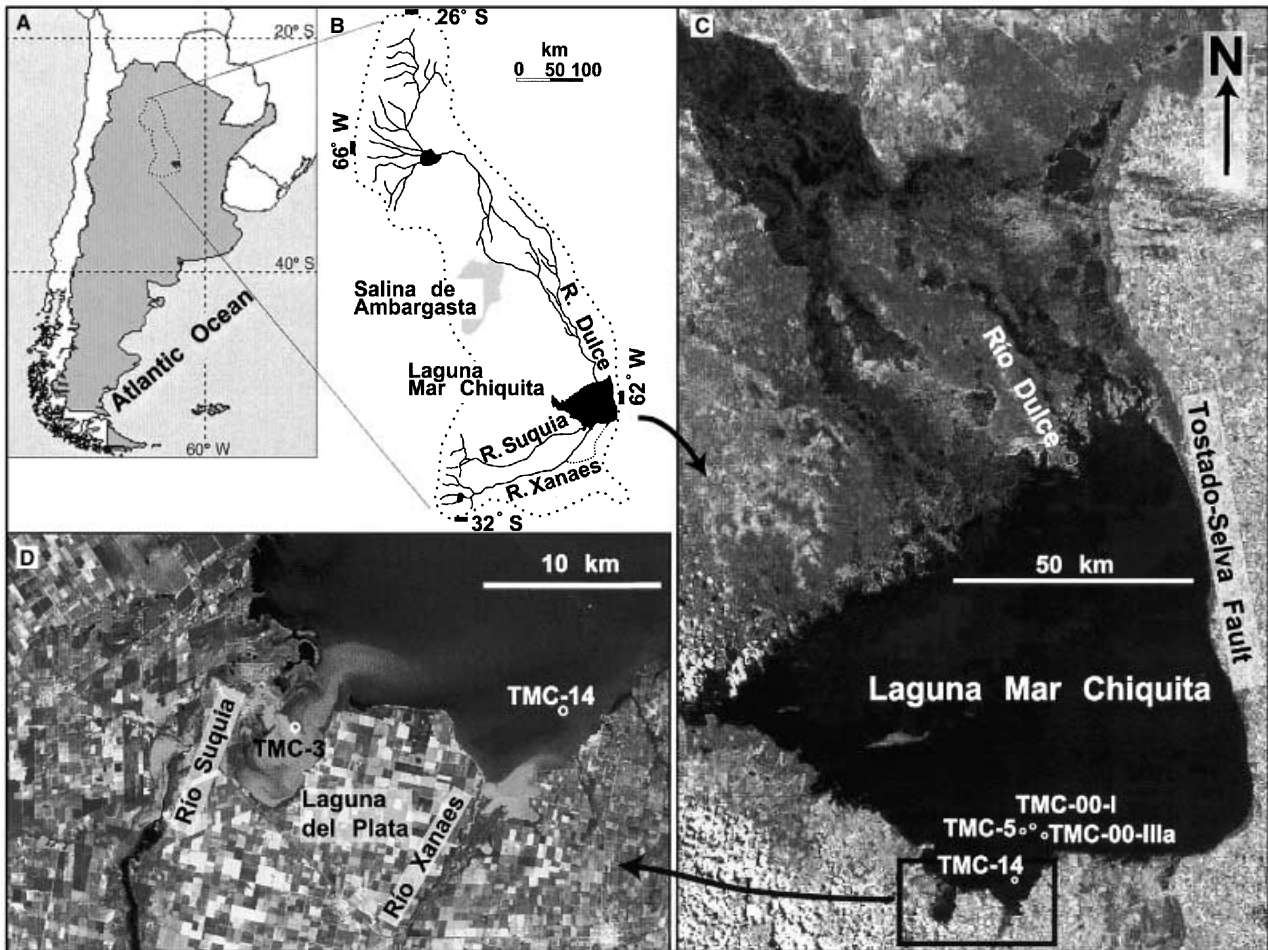 A
20° S
40° S
60° W
Atlantic Ocean
B
26° S
km
0 50 100
66° W
Salina de
Ambargasta
R. Dulce
Laguna
Mar Chiquita
62° W
R. Suquia
R. Xanaes
32° S
C
N
Río Dulce
Tostado-Selva Fault
50 km
Laguna Mar Chiquita
TMC-00-I
TMC-5 TMC-00-IIIa
TMC-14
D
10 km
TMC-14
TMC-3
Río Suquía
Laguna
del Plata
Río Xanaes